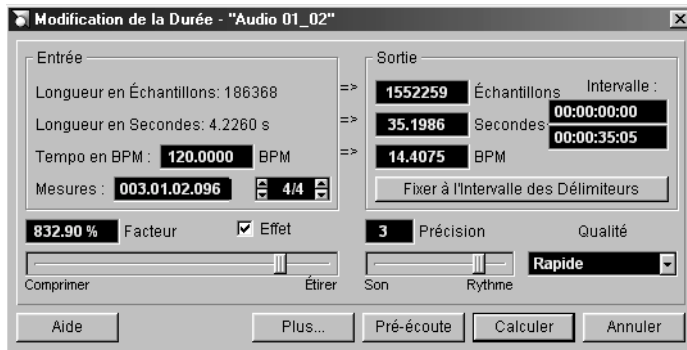 Modification de la Durée - "Audio 01_02"
Entrée
Longueur en Échantillons: 186368 =>
Longueur en Secondes: 4.2260 s =>
Tempo en BPM : 120.0000 BPM =>
Mesures : 003.01.02.096 4/4
Sortie
1552259 Échantillons Intervalle :
00:00:00:00
35.1986 Secondes
00:00:35:05
14.4075 BPM
Fixer à l'Intervalle des Délimiteurs
832.90 % Facteur Effet
Comprimer Étirer
3 Précision Qualité
Rapide
Son Rythme
Aide Plus... Pré-écoute Calculer Annuler